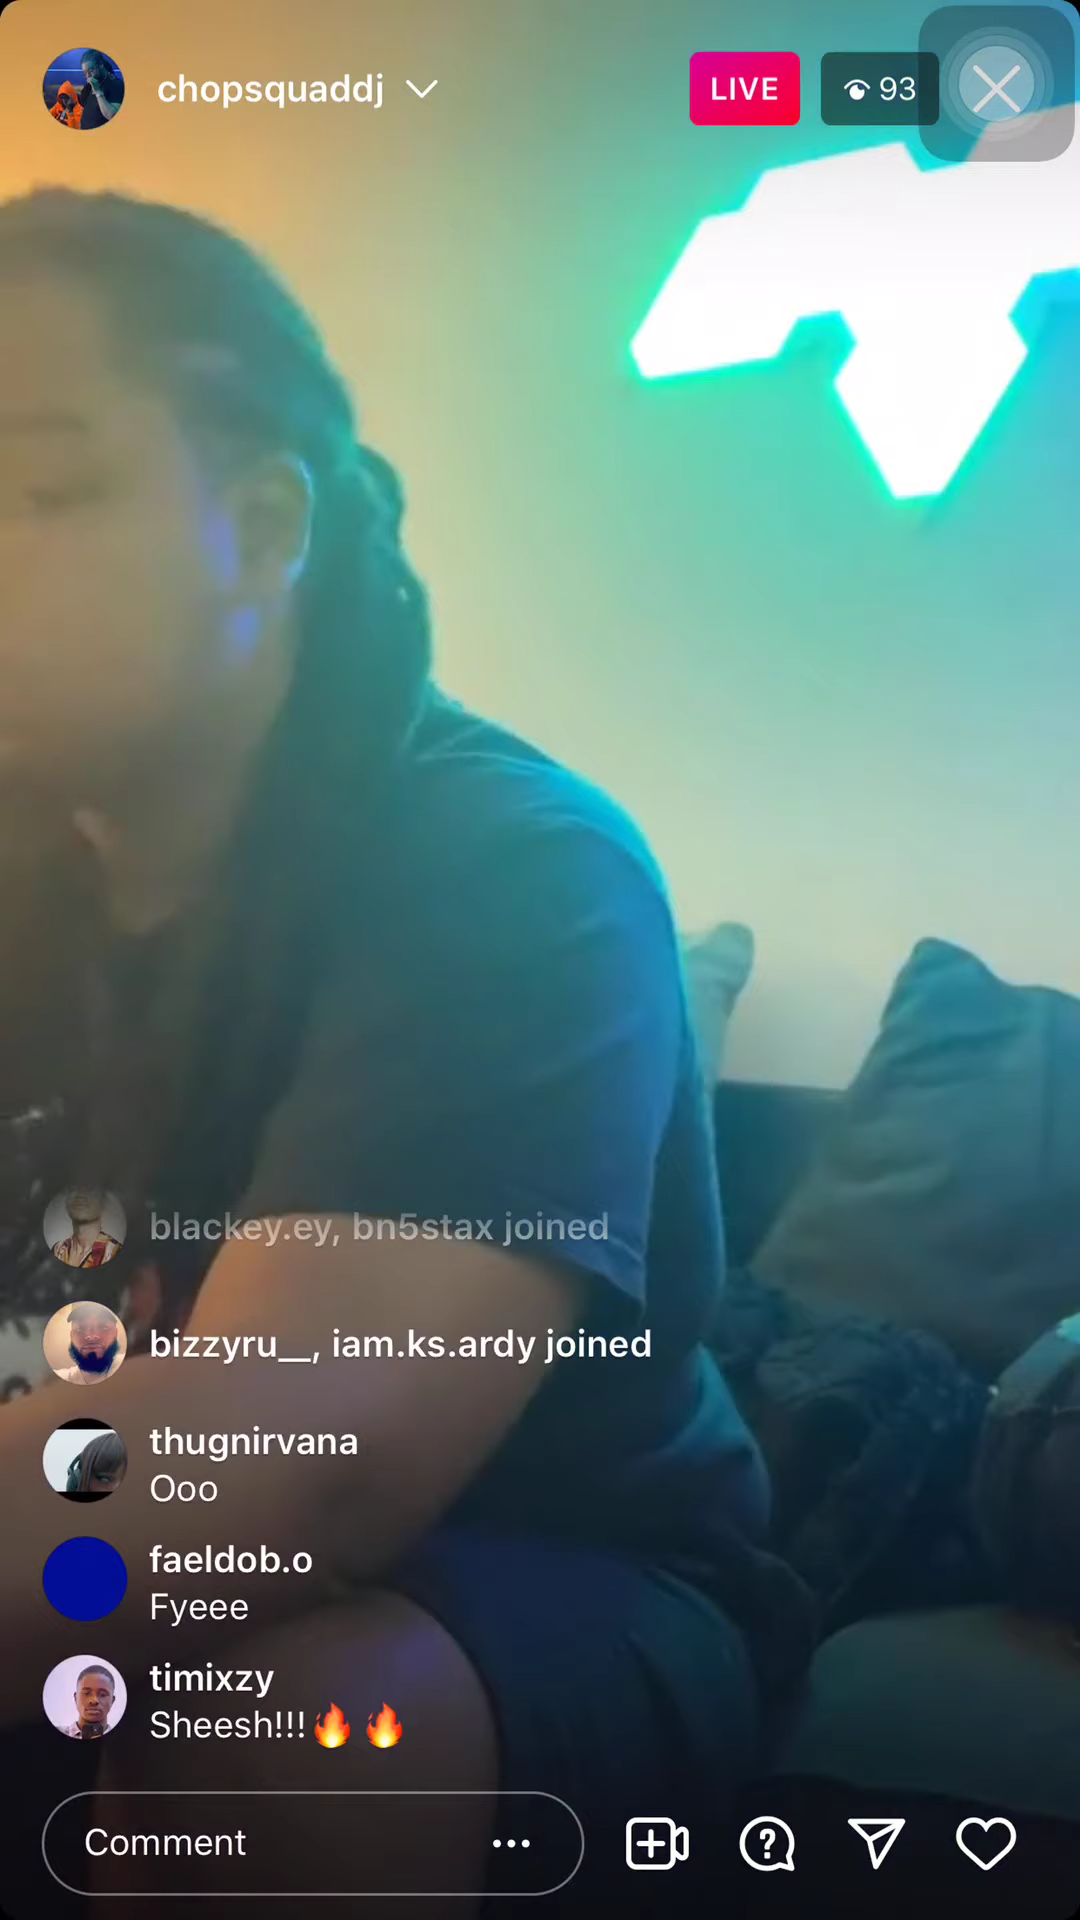 chopsquaddj
LIVE
93
blackey.ey, bn5stax joined
bizzyru__, iam.ks.ardy joined
thugnirvana
Ooo
faeldob.o
Fyeee
timixzy
Sheesh!!!🔥 🔥
Comment